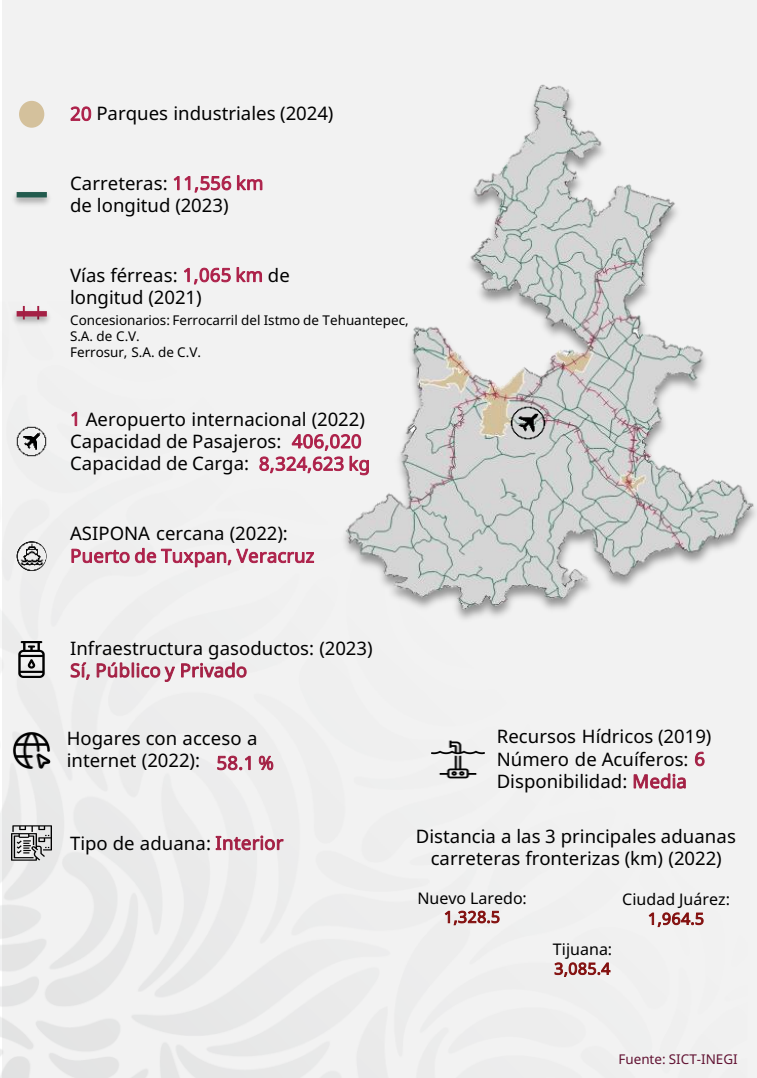 20 Parques industriales (2024)
Carreteras: 11,556 km
de longitud (2023)
Vías férreas: 1,065 km de
longitud (2021)
Concesionarios: Ferrocarril del Istmo de Tehuantepec,
S.A. de C.V.
Ferrosur, S.A. de C.V.
1 Aeropuerto internacional (2022)
Capacidad de Pasajeros: 406,020
Capacidad de Carga: 8,324,623 kg
ASIPONA cercana (2022):
Puerto de Tuxpan, Veracruz
Infraestructura gasoductos: (2023)
Sí, Público y Privado
Hogares con acceso a
internet (2022): 58.1 %
Tipo de aduana: Interior
Recursos Hídricos (2019)
Número de Acuíferos: 6
Disponibilidad: Media
Distancia a las 3 principales aduanas
carreteras fronterizas (km) (2022)
Nuevo Laredo:
1,328.5
Ciudad Juárez:
1,964.5
Tijuana:
3,085.4
Fuente: SICT-INEGI